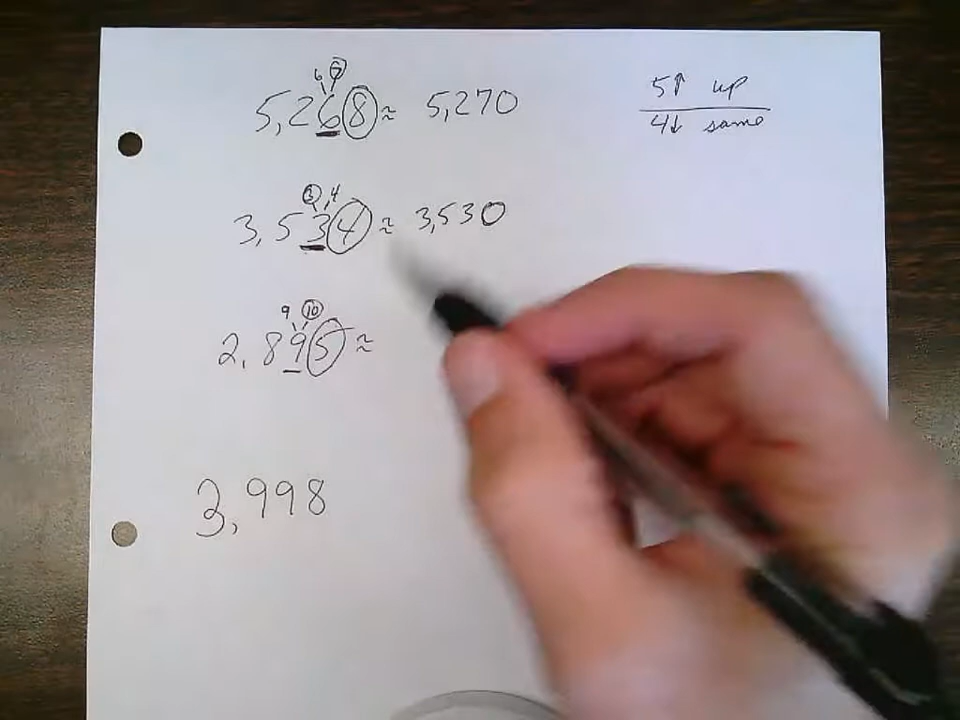 6 7
5,268 ≈ 5,270
5↑ up
4↓ same
3 4
3,534 ≈ 3,530
9 10
2,895 ≈
3,998